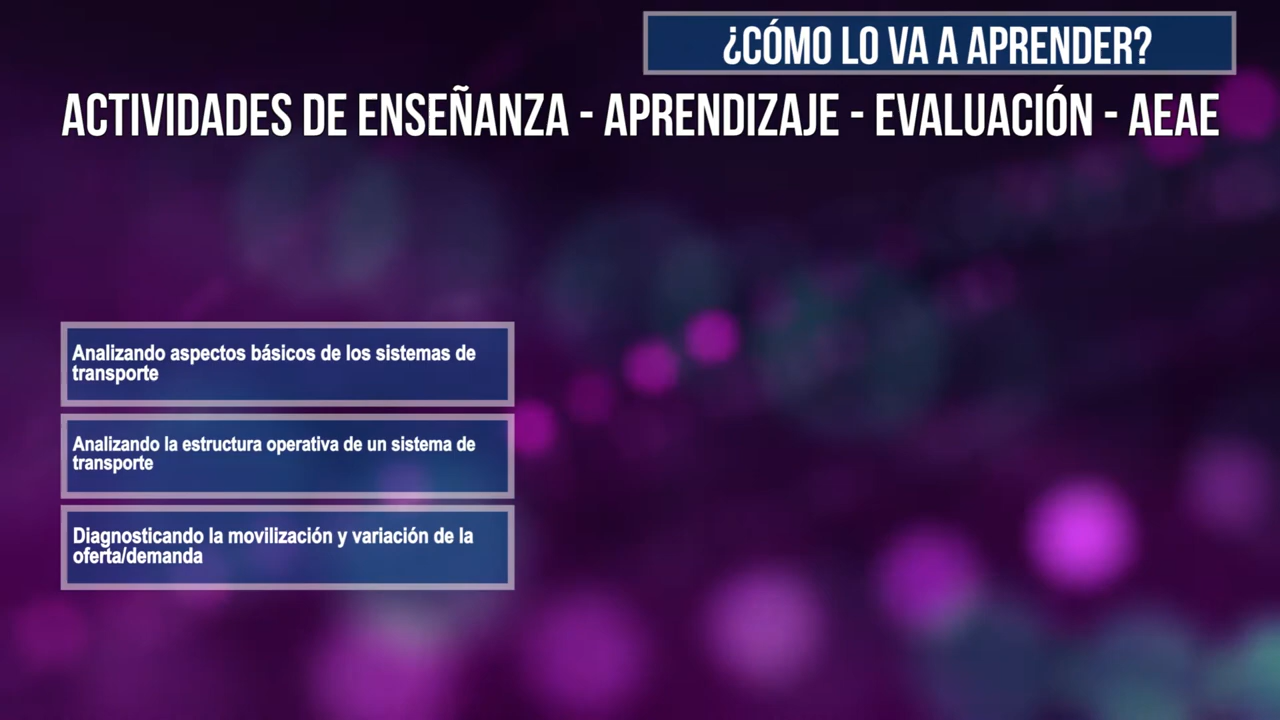 ¿CÓMO LO VA A APRENDER?
ACTIVIDADES DE ENSEÑANZA - APRENDIZAJE - EVALUACIÓN - AEAE
Analizando aspectos básicos de los sistemas de
transporte
Analizando la estructura operativa de un sistema de
transporte
Diagnosticando la movilización y variación de la
oferta/demanda